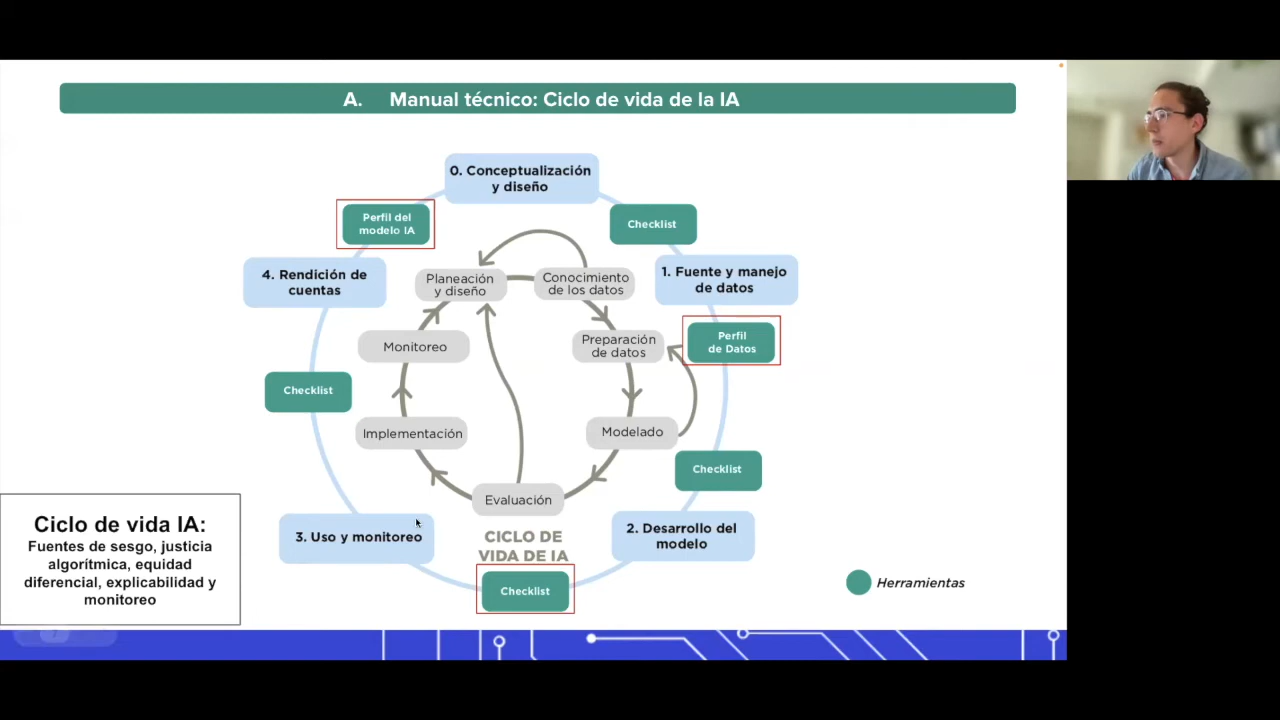 A. Manual técnico: Ciclo de vida de la IA
0. Conceptualización
y diseño
Perfil del
modelo IA
Checklist
4. Rendición de
cuentas
Planeación
y diseño
Conocimiento
de los datos
1. Fuente y manejo
de datos
Monitoreo
Preparación
de datos
Perfil
de Datos
Checklist
Implementación
Modelado
Checklist
Evaluación
3. Uso y monitoreo
CICLO DE
VIDA DE IA
2. Desarrollo del
modelo
Checklist
Herramientas
Ciclo de vida IA:
Fuentes de sesgo, justicia
algorítmica, equidad
diferencial, explicabilidad y
monitoreo